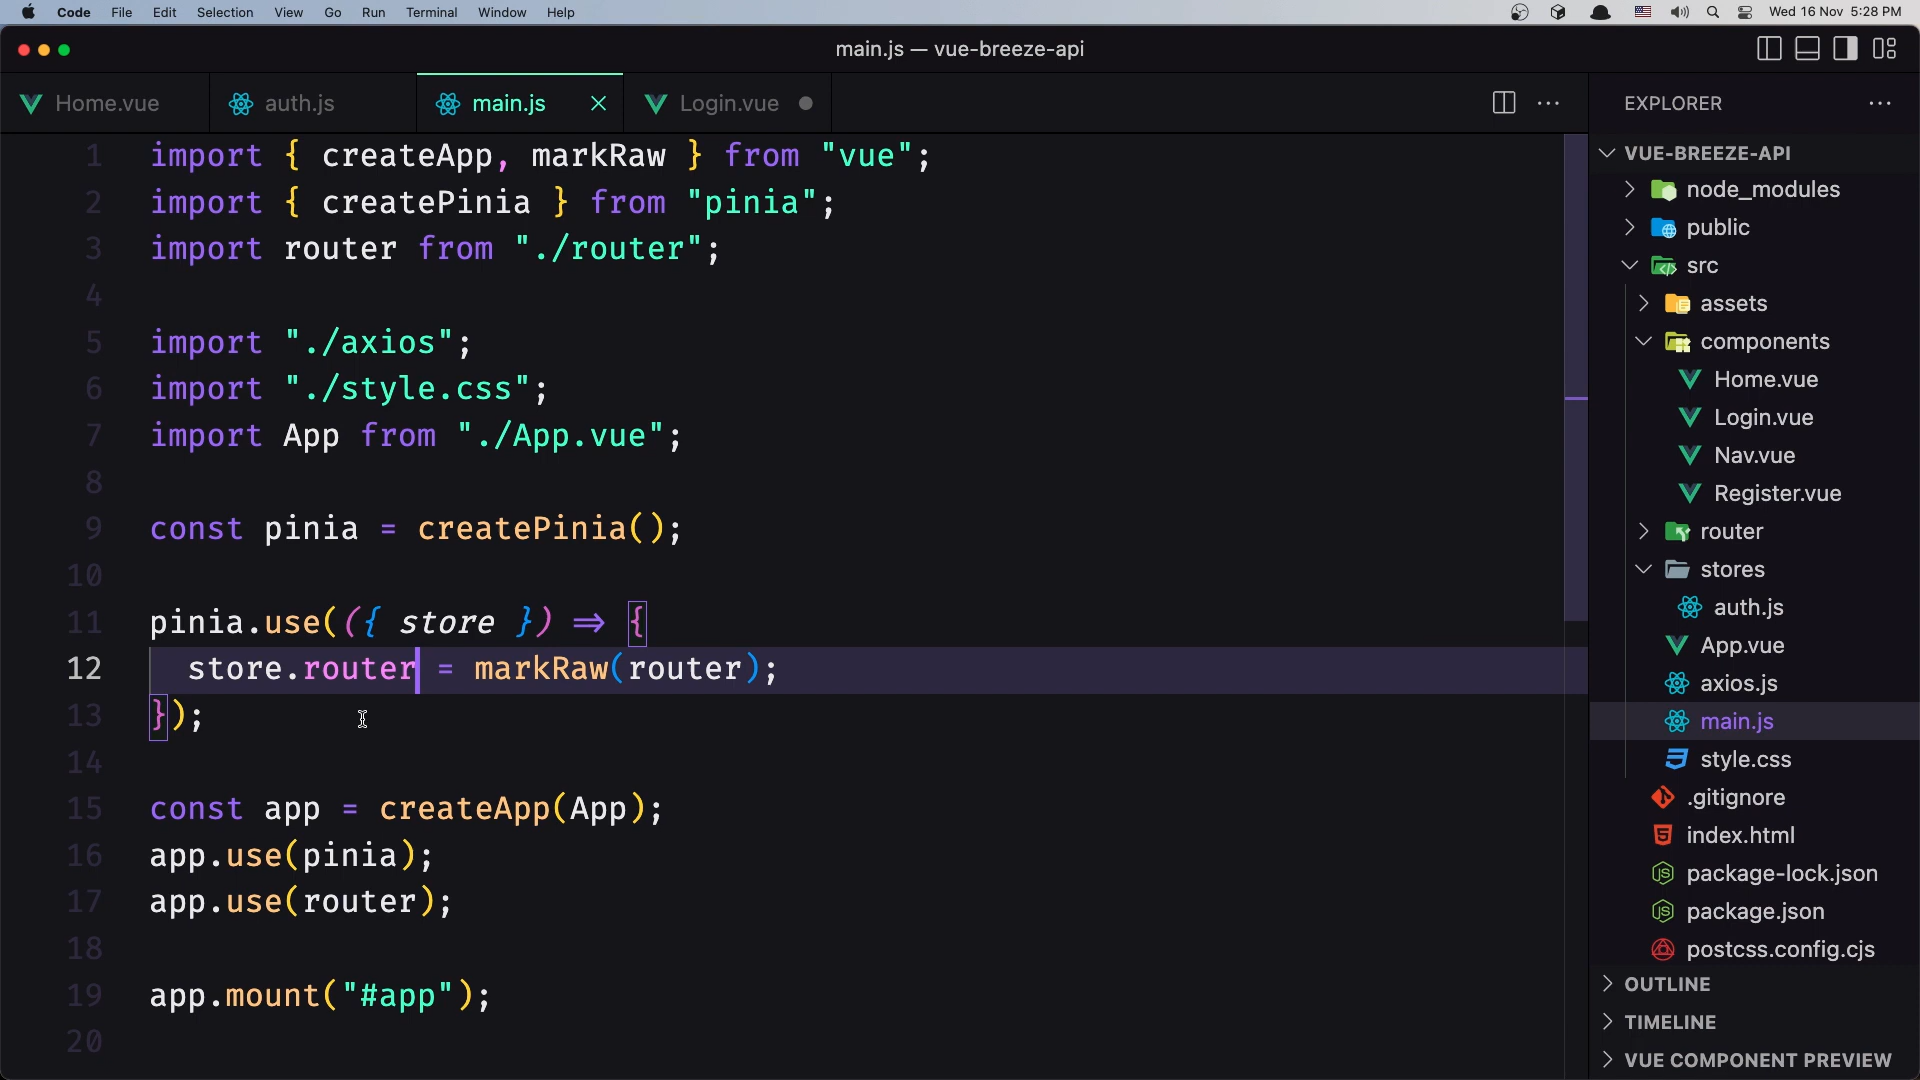 Code File Edit Selection View Go Run Terminal Window Help Wed 16 Nov 5:28 PM
main.js — vue-breeze-api
Home.vue auth.js main.js Login.vue
1 import { createApp, markRaw } from "vue";
2 import { createPinia } from "pinia";
3 import router from "./router";
4
5 import "./axios";
6 import "./style.css";
7 import App from "./App.vue";
8
9 const pinia = createPinia();
10
11 pinia.use(({ store }) => {
12 store.router = markRaw(router);
13 });
14
15 const app = createApp(App);
16 app.use(pinia);
17 app.use(router);
18
19 app.mount("#app");
20
EXPLORER
VUE-BREEZE-API
node_modules
public
src
assets
components
Home.vue
Login.vue
Nav.vue
Register.vue
router
stores
auth.js
App.vue
axios.js
main.js
style.css
.gitignore
index.html
package-lock.json
package.json
postcss.config.cjs
OUTLINE
TIMELINE
VUE COMPONENT PREVIEW